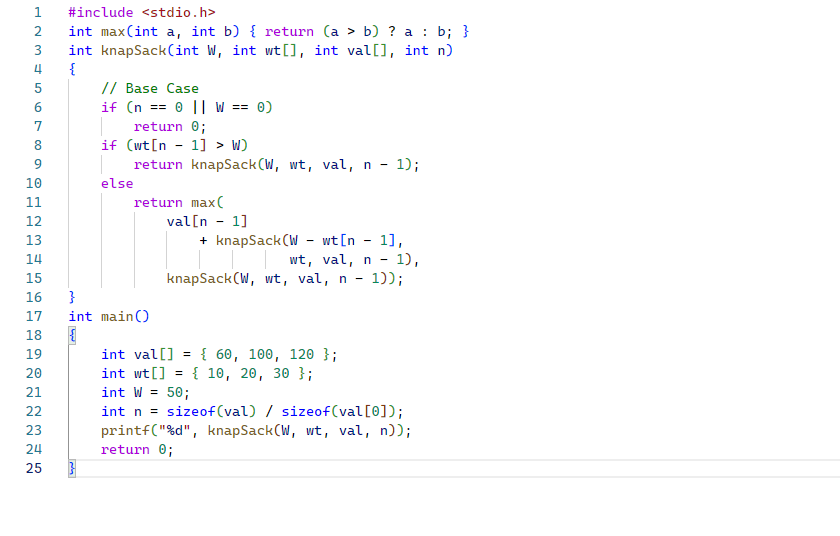 1 #include <stdio.h>
2 int max(int a, int b) { return (a > b) ? a : b; }
3 int knapSack(int W, int wt[], int val[], int n)
4 {
5     // Base Case
6     if (n == 0 || W == 0)
7         return 0;
8     if (wt[n - 1] > W)
9         return knapSack(W, wt, val, n - 1);
10     else
11         return max(
12             val[n - 1]
13                 + knapSack(W - wt[n - 1],
14                            wt, val, n - 1),
15             knapSack(W, wt, val, n - 1));
16 }
17 int main()
18 {
19     int val[] = { 60, 100, 120 };
20     int wt[] = { 10, 20, 30 };
21     int W = 50;
22     int n = sizeof(val) / sizeof(val[0]);
23     printf("%d", knapSack(W, wt, val, n));
24     return 0;
25 }